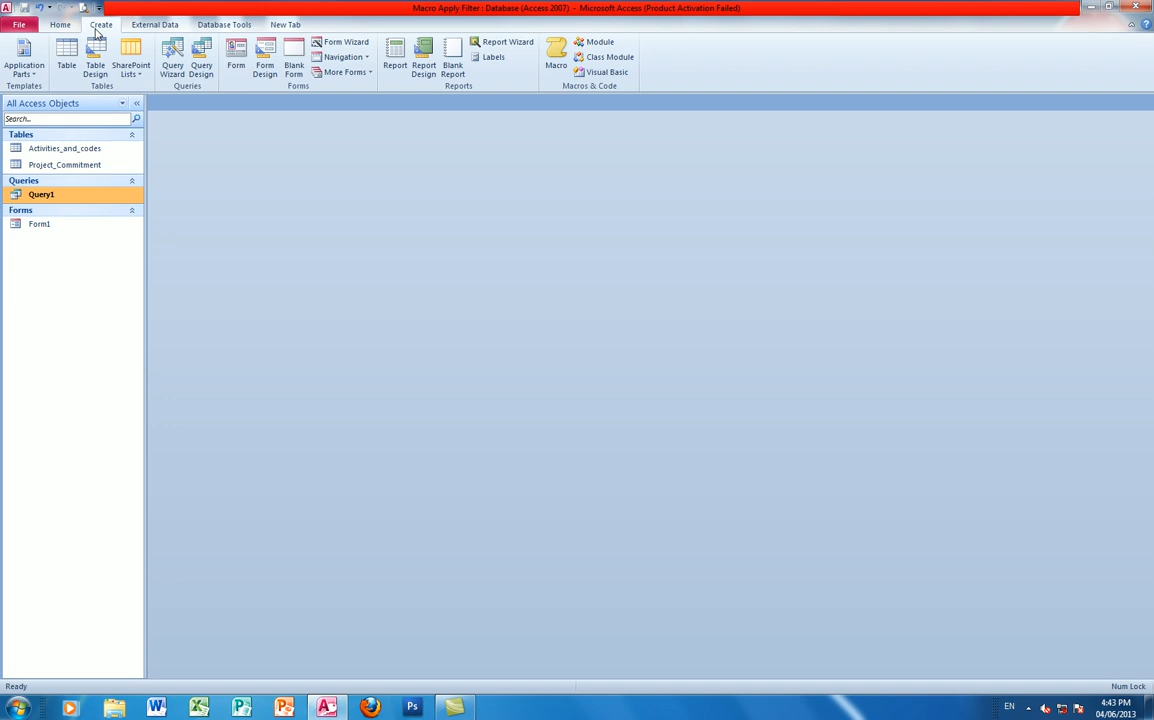 Macro Apply Filter : Database (Access 2007) - Microsoft Access (Product Activation Failed)
File Home Create External Data Database Tools New Tab
Application Parts
Table
Table Design
SharePoint Lists
Query Wizard
Query Design
Form
Form Design
Blank Form
Form Wizard
Navigation
More Forms
Report
Report Design
Blank Report
Report Wizard
Labels
Macro
Module
Class Module
Visual Basic
Templates Tables Queries Forms Reports Macros & Code
All Access Objects
Search...
Tables
Activities_and_codes
Project_Commitment
Queries
Query1
Forms
Form1
Ready
Num Lock
EN
4:43 PM
04/06/2013